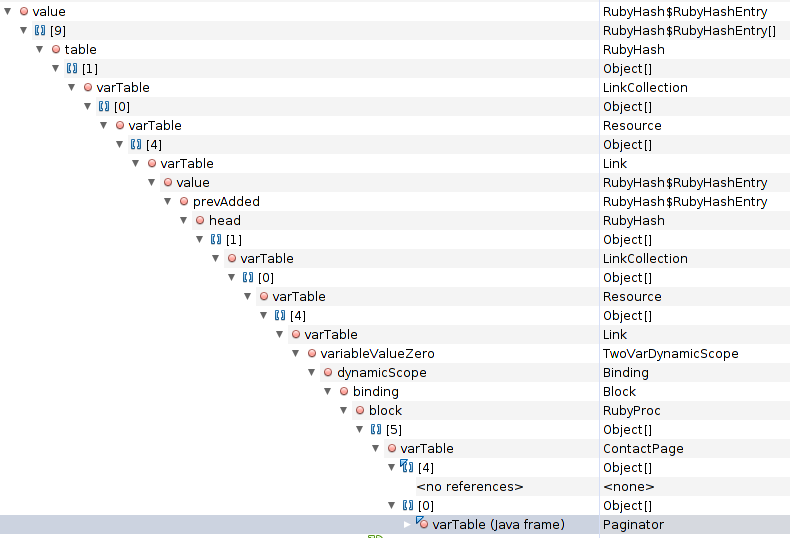 value RubyHash$RubyHashEntry
[9] RubyHash$RubyHashEntry[]
table RubyHash
[1] Object[]
varTable LinkCollection
[0] Object[]
varTable Resource
[4] Object[]
varTable Link
value RubyHash$RubyHashEntry
prevAdded RubyHash$RubyHashEntry
head RubyHash
[1] Object[]
varTable LinkCollection
[0] Object[]
varTable Resource
[4] Object[]
varTable Link
variableValueZero TwoVarDynamicScope
dynamicScope Binding
binding Block
block RubyProc
[5] Object[]
varTable ContactPage
[4] Object[]
<no references> <none>
[0] Object[]
varTable (Java frame) Paginator